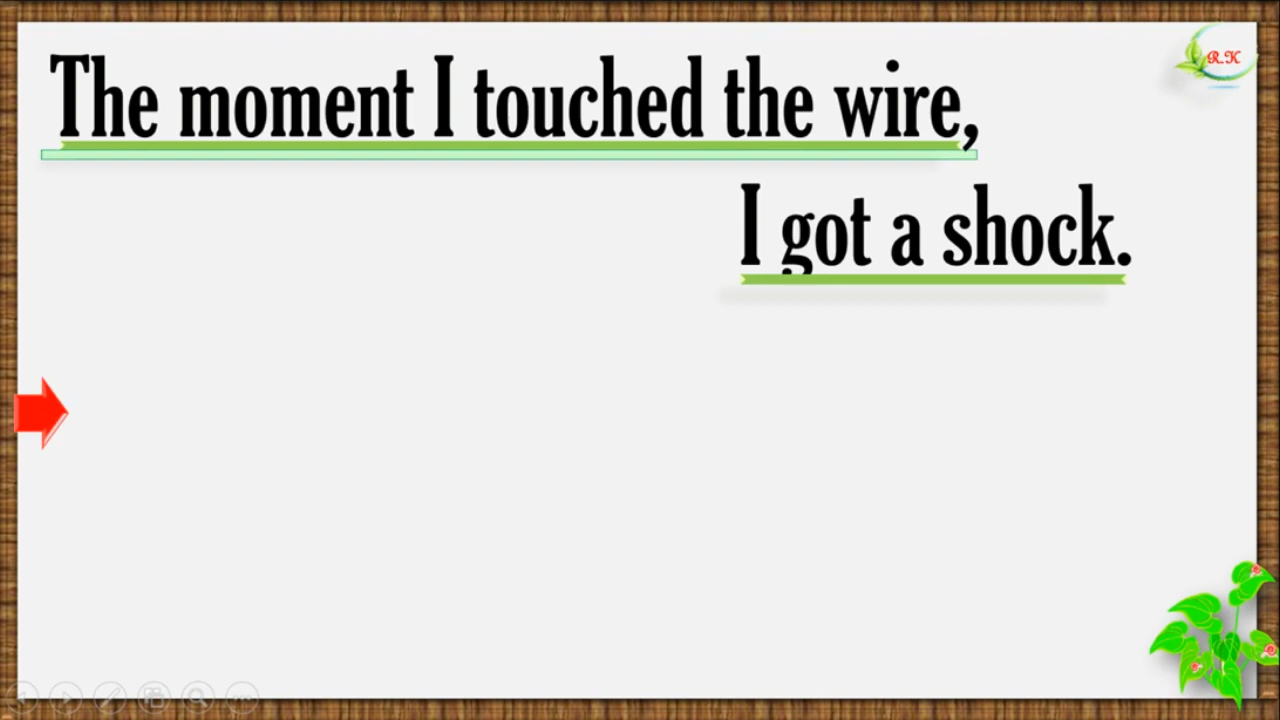 The moment I touched the wire,
I got a shock.
R.K